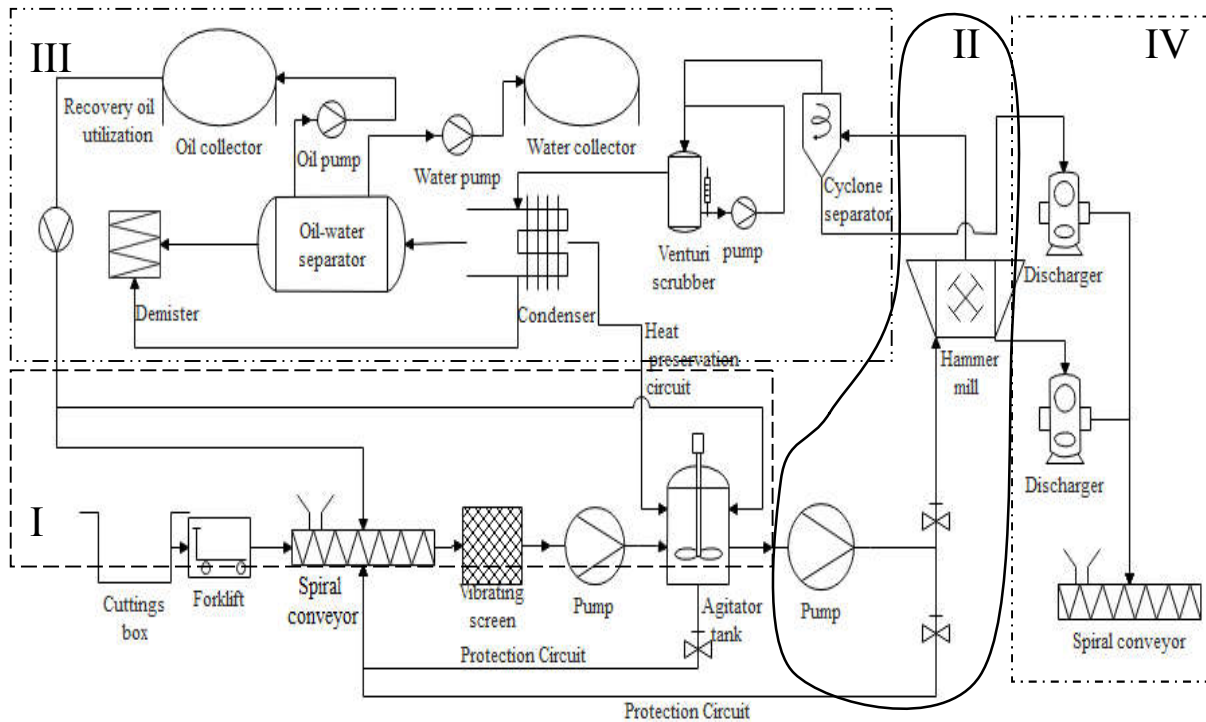 III
II
IV
Recovery oil
utilization
Oil collector
Oil pump
Water pump
Water collector
Cyclone
separator
Oil-water
separator
Venturi
scrubber
pump
Discharger
Demister
Condenser
Heat
preservation
circuit
Hammer
mill
Discharger
I
Cuttings
box
Forklift
Spiral
conveyor
Vibrating
screen
Pump
Agitator
tank
Pump
Spiral conveyor
Protection Circuit
Protection Circuit